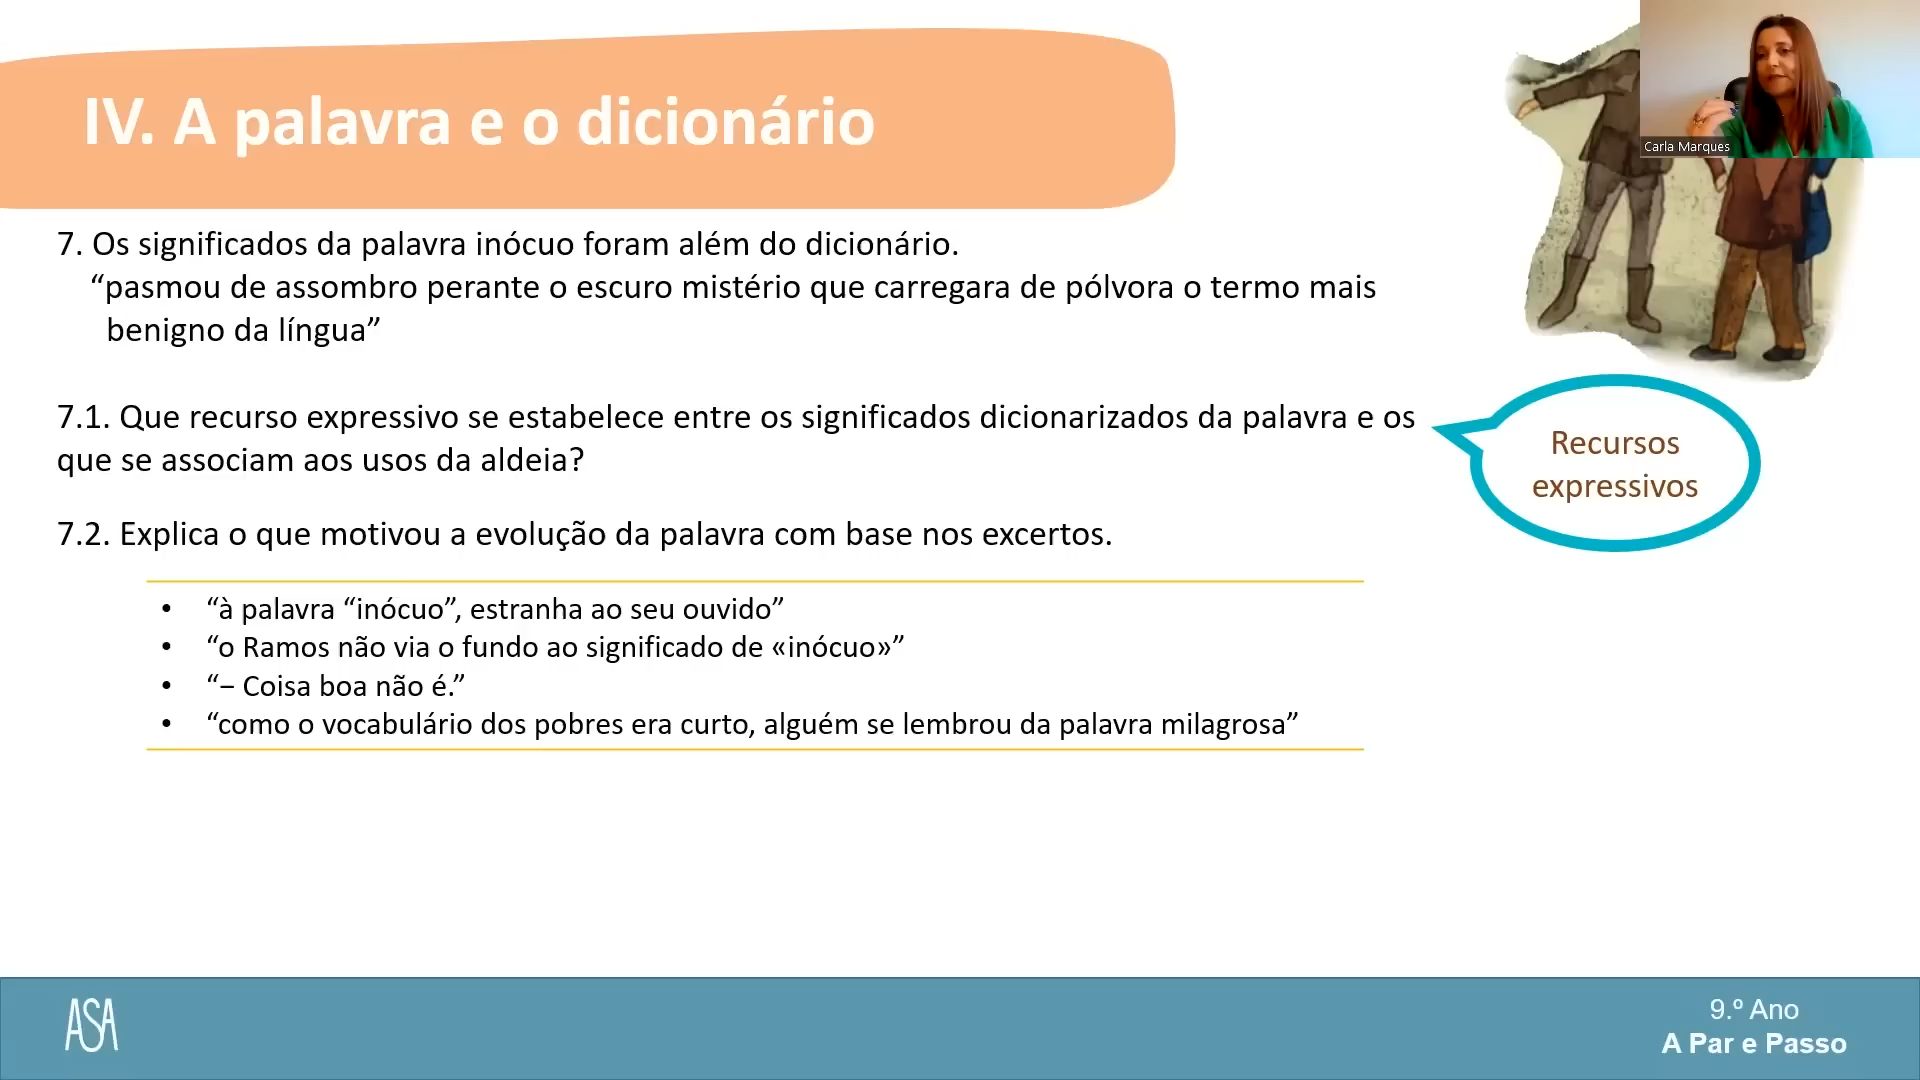 IV. A palavra e o dicionário
Carla Marques
7. Os significados da palavra inócuo foram além do dicionário.
“pasmou de assombro perante o escuro mistério que carregara de pólvora o termo mais
benigno da língua”
7.1. Que recurso expressivo se estabelece entre os significados dicionarizados da palavra e os
que se associam aos usos da aldeia?
Recursos
expressivos
7.2. Explica o que motivou a evolução da palavra com base nos excertos.
• “à palavra “inócuo”, estranha ao seu ouvido”
• “o Ramos não via o fundo ao significado de «inócuo»”
• “– Coisa boa não é.”
• “como o vocabulário dos pobres era curto, alguém se lembrou da palavra milagrosa”
ASA
9.º Ano
A Par e Passo